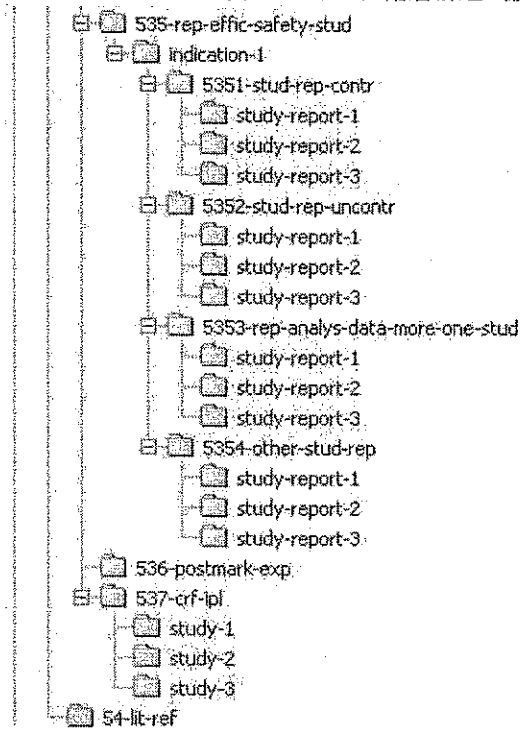 535-rep-effic-safety-stud
indication-1
5351-stud-rep-contr
study-report-1
study-report-2
study-report-3
5352-stud-rep-uncontr
study-report-1
study-report-2
study-report-3
5353-rep-analys-data-more-one-stud
study-report-1
study-report-2
study-report-3
5354-other-stud-rep
study-report-1
study-report-2
study-report-3
536-postmark-exp
537-crf-ipl
study-1
study-2
study-3
54-lit-ref